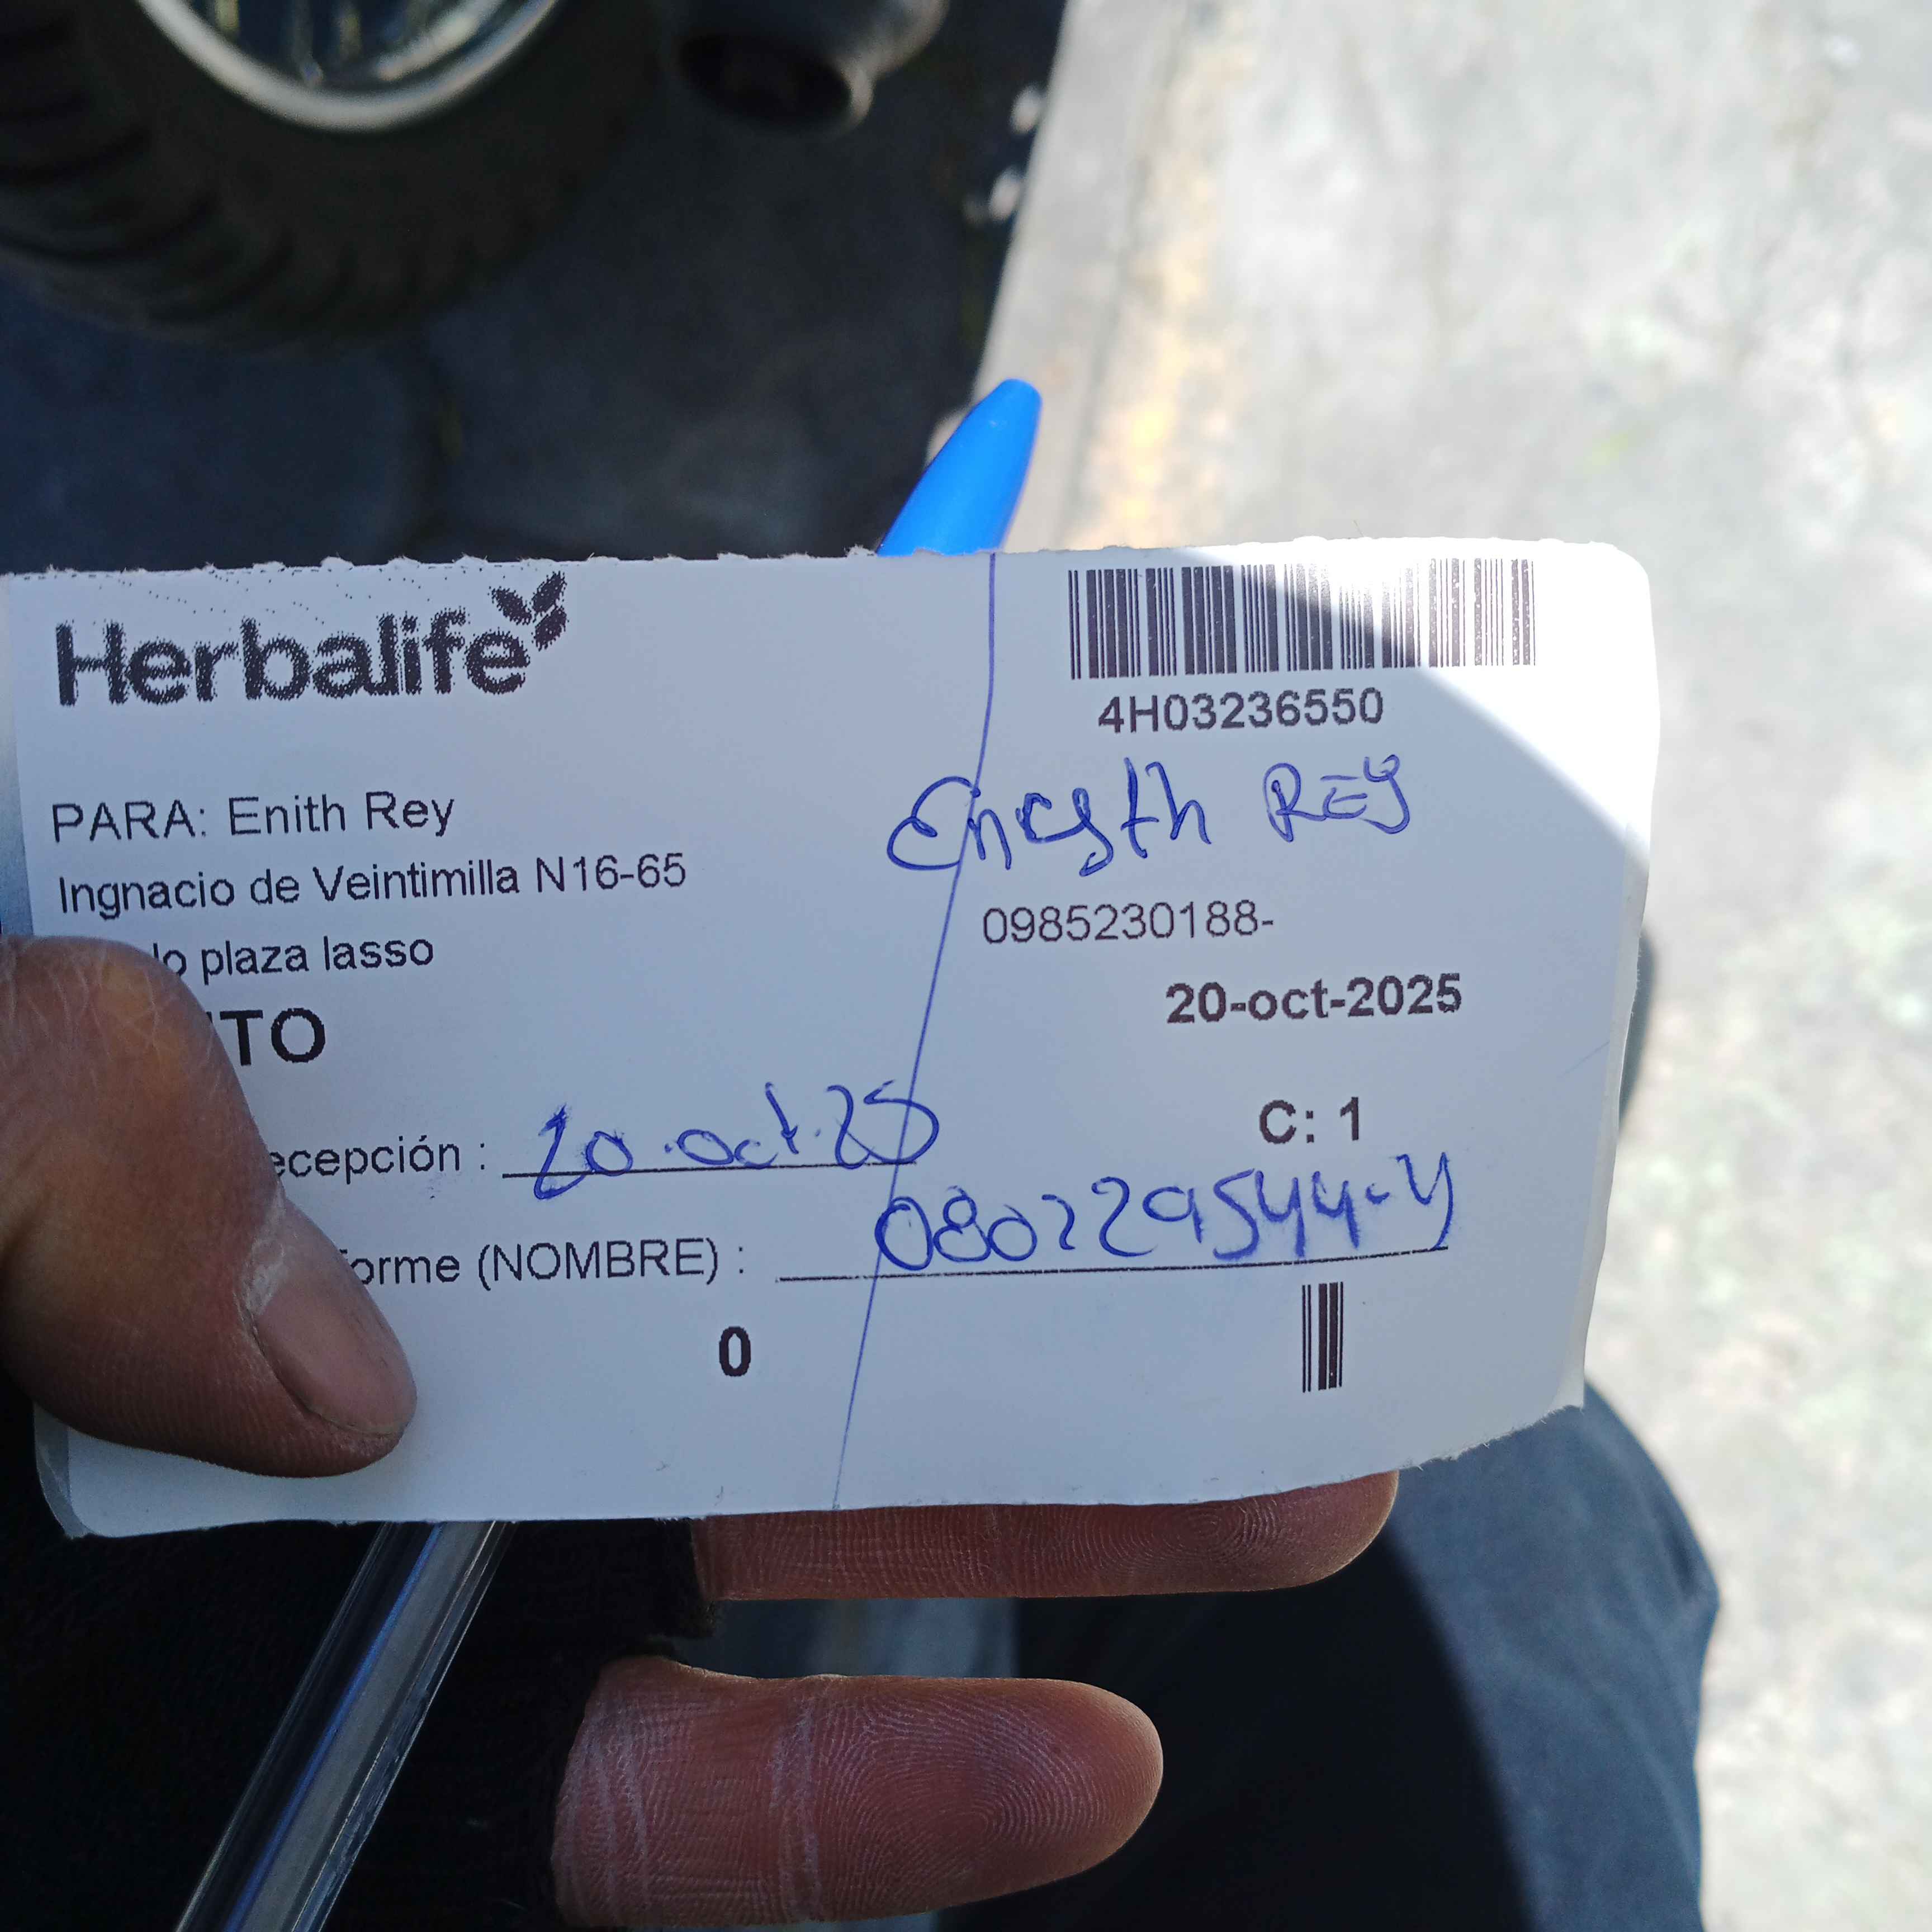 Herbalife
4H03236550
PARA: Enith Rey
REY
Ingnacio de Veintimilla N16-65
0985230188-
plaza lasso
20-oct-2025
TO
C: 1
ecepción : 20.oct.25
orme (NOMBRE) : 080229544-4
0